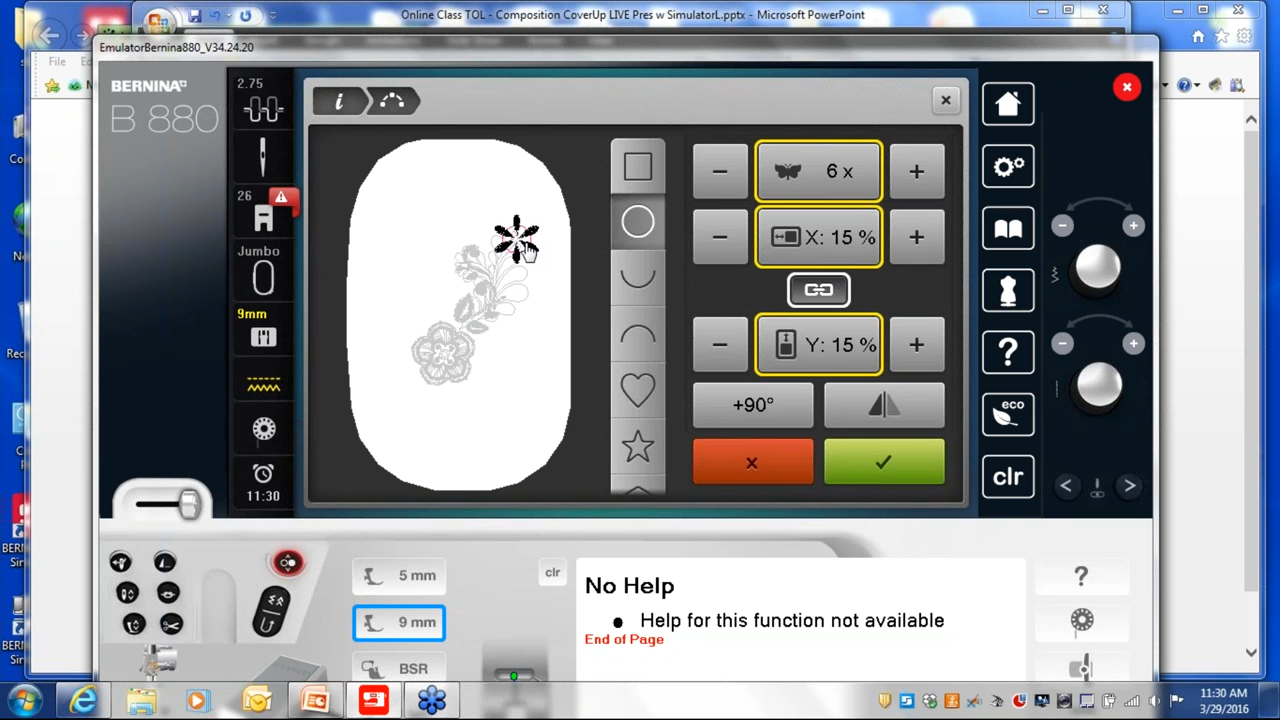 Online Class TQL - Composition CoverUp LIVE Pres w SimulatorL.pptx - Microsoft PowerPoint
EmulatorBernina880_V34.24.20
File
BERNINA
B 880
2.75
26
Jumbo
9mm
11:30
i
6 x
X: 15 %
Y: 15 %
+90°
?
eco
clr
5 mm
9 mm
BSR
clr
No Help
• Help for this function not available
End of Page
?
11:30 AM
3/29/2016